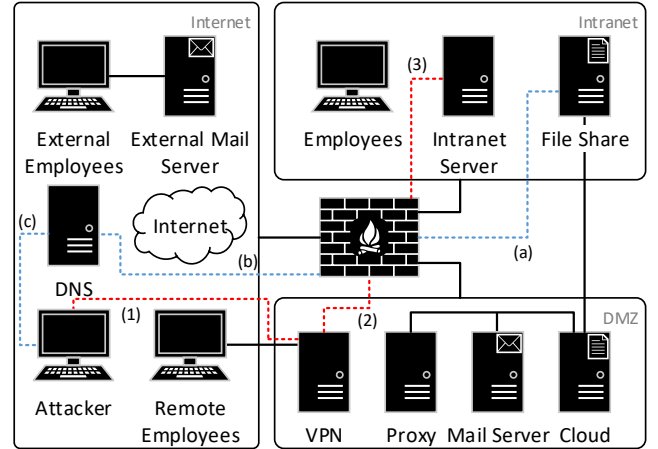 Internet
Intranet
(3)
External
Employees
External Mail
Server
Employees
Intranet
Server
File Share
(c)
Internet
(b)
(a)
DNS
(1)
(2)
DMZ
Attacker
Remote
Employees
VPN
Proxy
Mail Server
Cloud